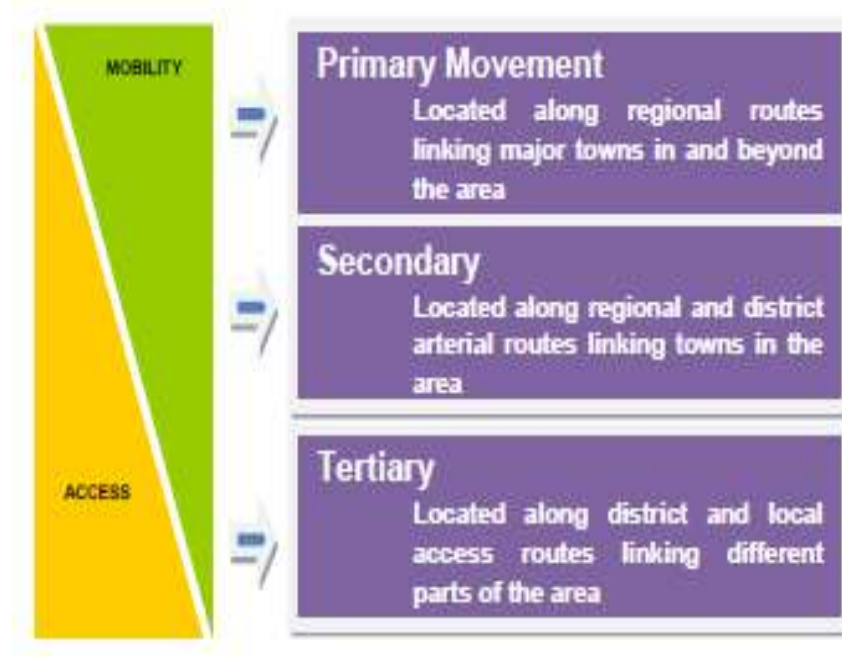 MOBILITY
Primary Movement
Located along regional routes
linking major towns in and beyond
the area
Secondary
Located along regional and district
arterial routes linking towns in the
area
ACCESS
Tertiary
Located along district and local
access routes linking different
parts of the area